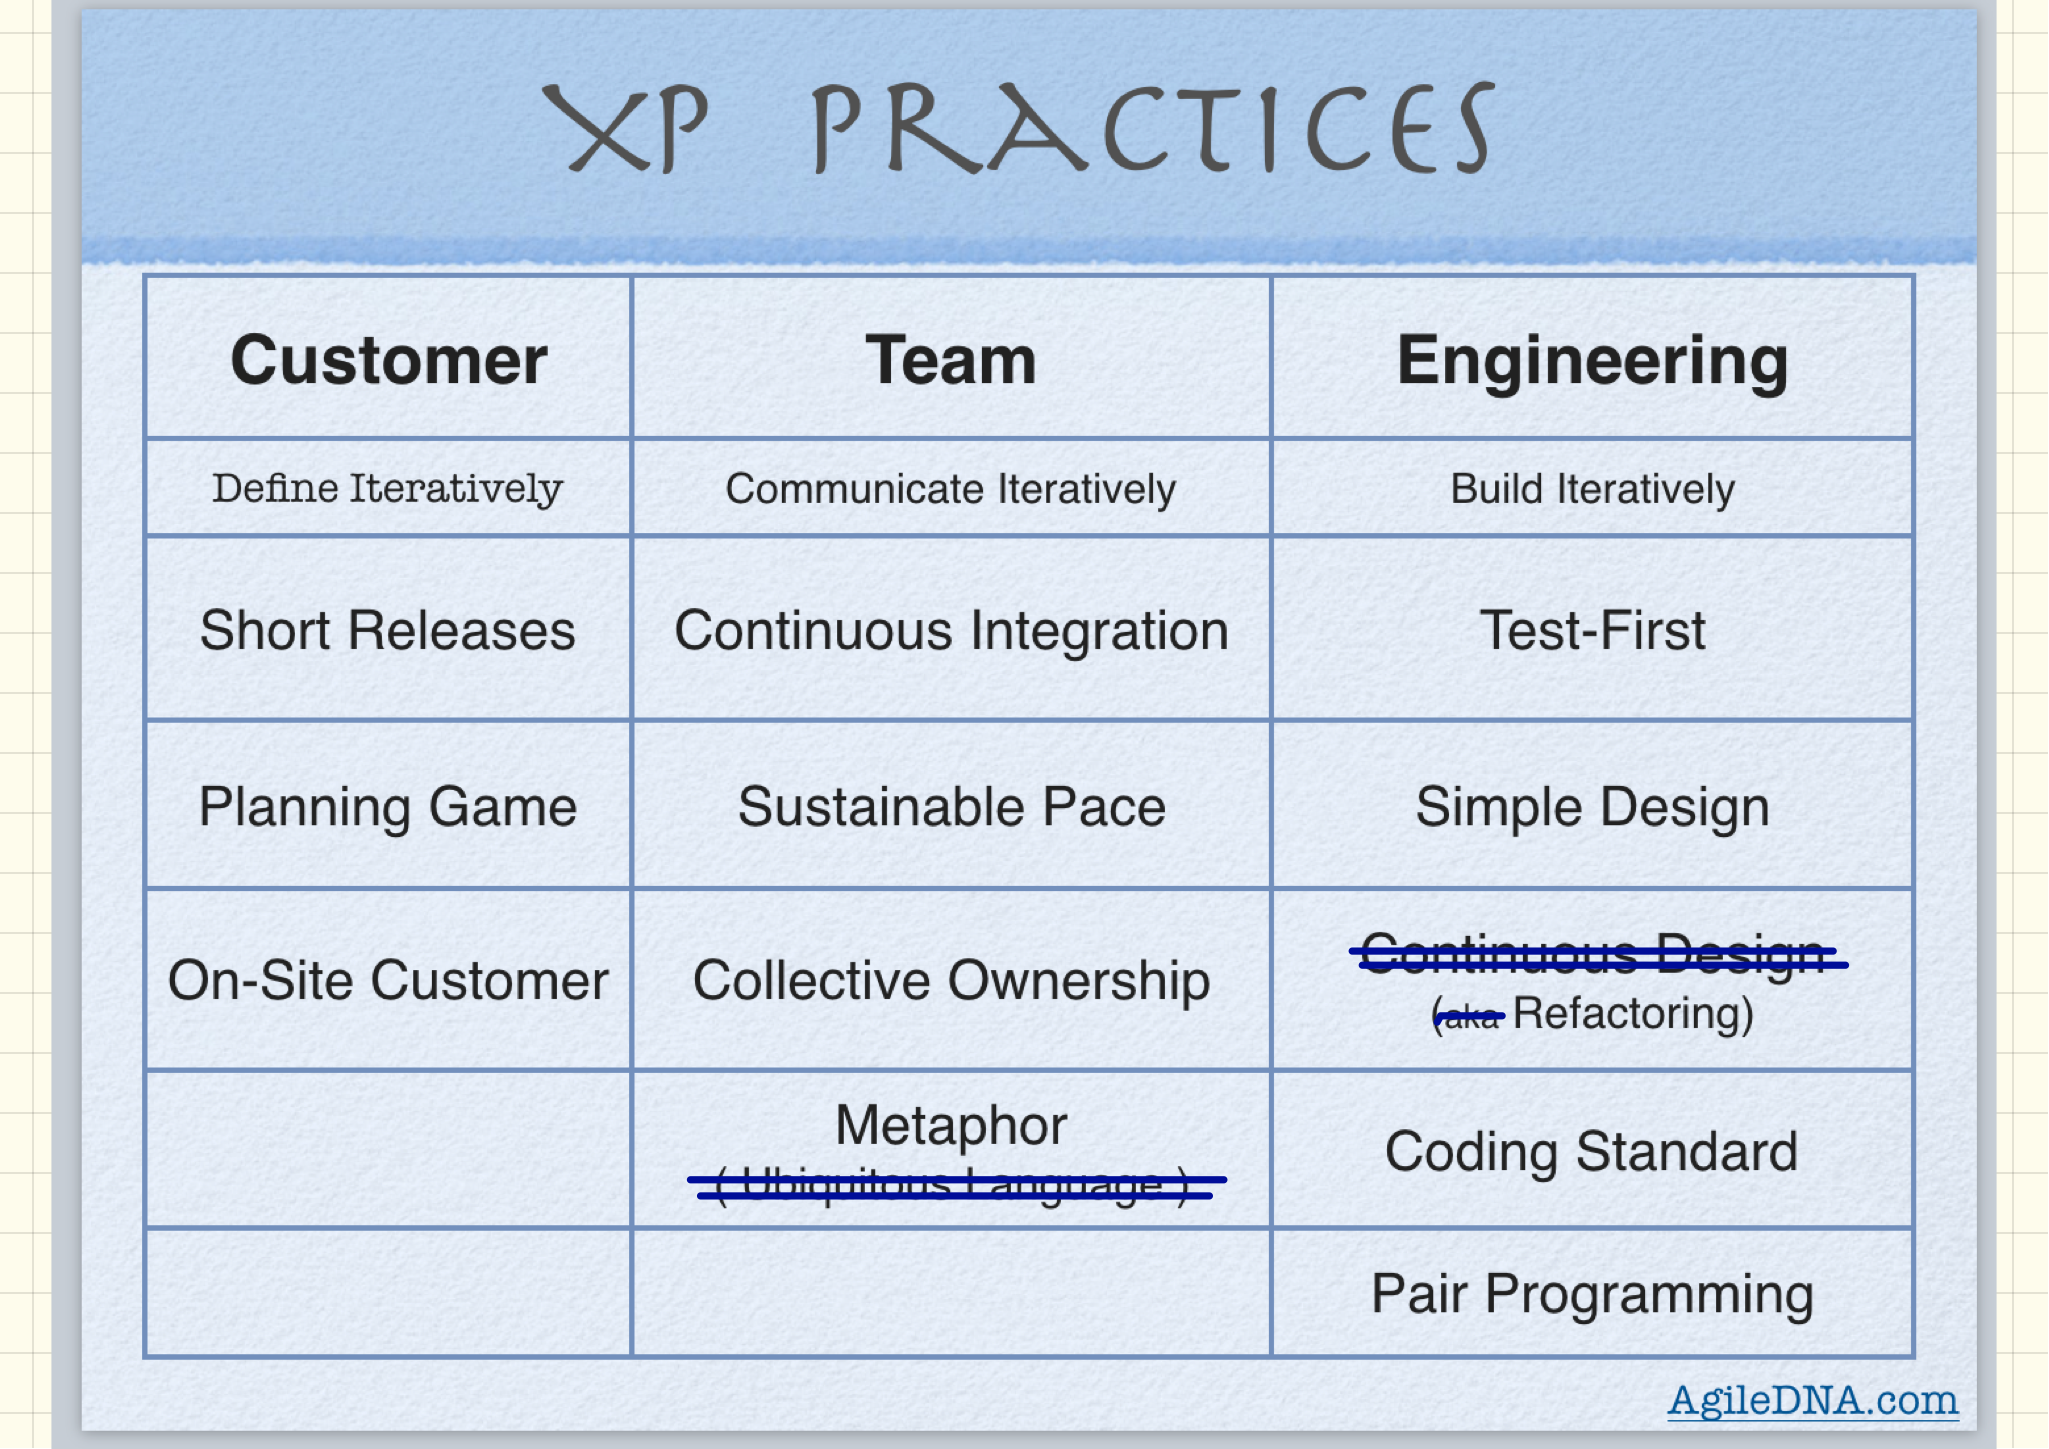 XP PRACTICES
Customer Team Engineering
Define Iteratively Communicate Iteratively Build Iteratively
Short Releases Continuous Integration Test-First
Planning Game Sustainable Pace Simple Design
On-Site Customer Collective Ownership Continuous Design
(aka Refactoring)
Metaphor Coding Standard
( Ubiquitous Language )
Pair Programming
AgileDNA.com